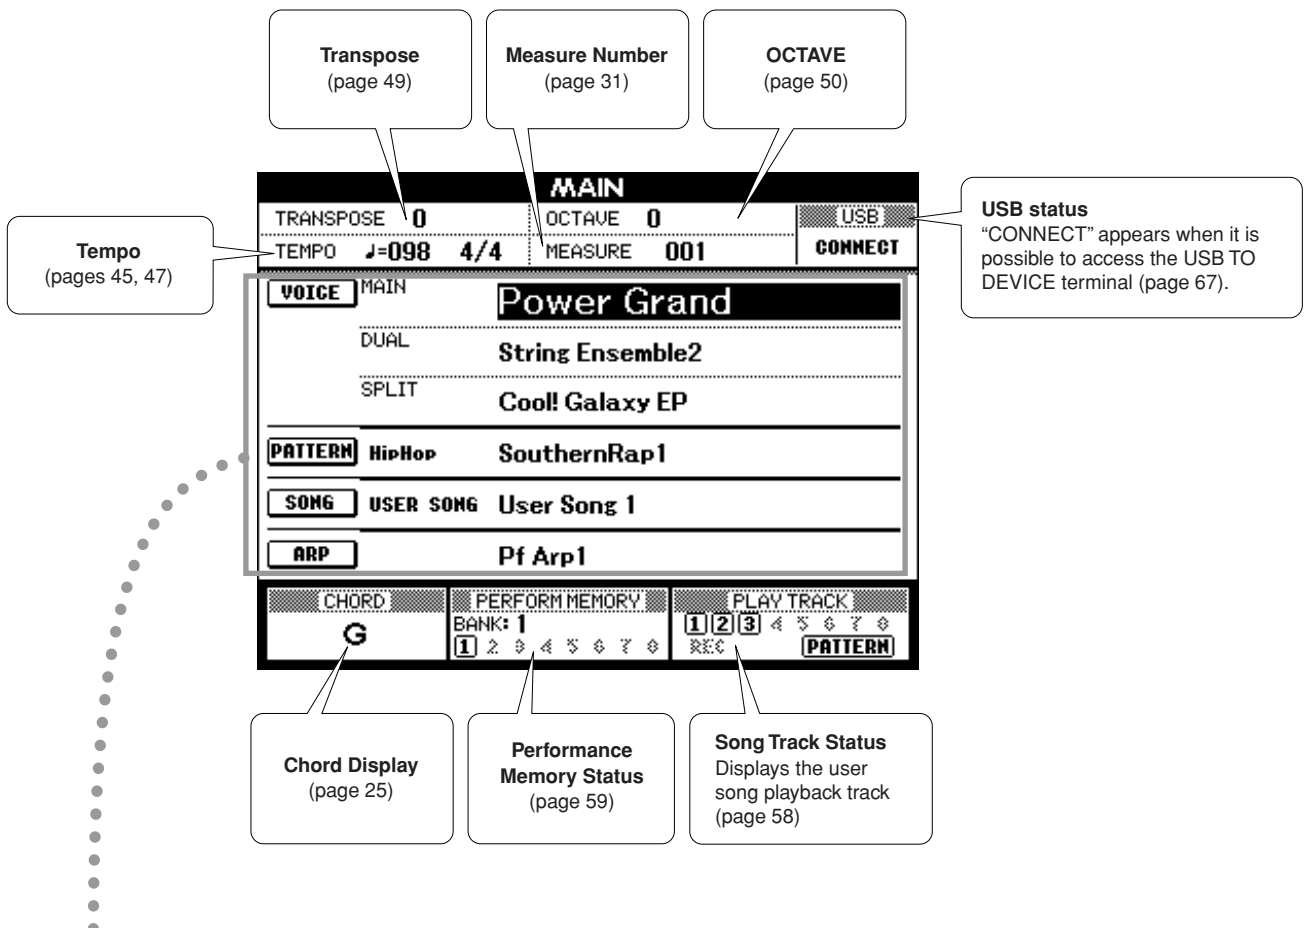 Transpose
(page 49)
Measure Number
(page 31)
OCTAVE
(page 50)
MAIN
TRANSPOSE 0
OCTAVE 0
USB
TEMPO ♩=098 4/4
MEASURE 001
CONNECT
Tempo
(pages 45, 47)
USB status
“CONNECT” appears when it is
possible to access the USB TO
DEVICE terminal (page 67).
VOICE MAIN Power Grand
DUAL String Ensemble2
SPLIT Cool! Galaxy EP
PATTERN HipHop SouthernRap1
SONG USER SONG User Song 1
ARP Pf Arp1
CHORD
G
PERFORM MEMORY
BANK: 1
1 2 3 4 5 6 7 8
PLAY TRACK
1 2 3 4 5 6 7 8
REC PATTERN
Chord Display
(page 25)
Performance
Memory Status
(page 59)
Song Track Status
Displays the user
song playback track
(page 58)